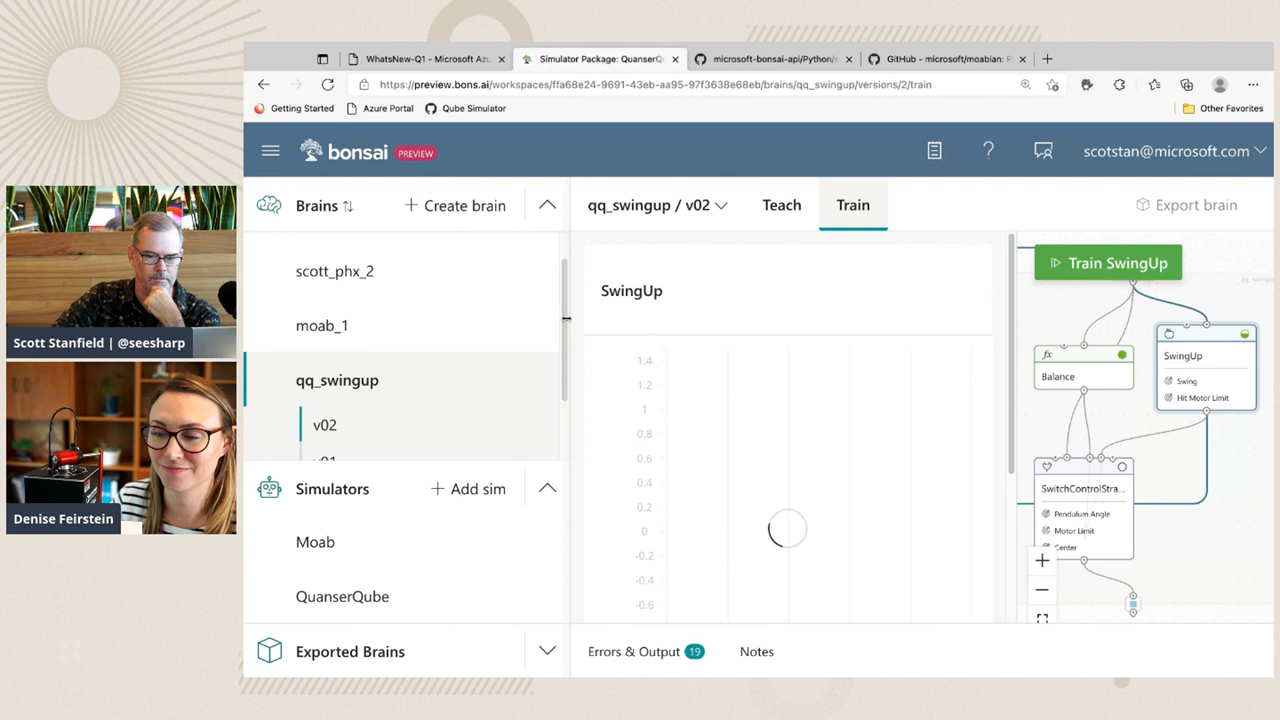 WhatsNew-Q1 - Microsoft Az
Simulator Package: QuanserQ
microsoft-bonsai-api/Python/s
GitHub - microsoft/moabian: P
https://preview.bons.ai/workspaces/ffa68e24-9691-43eb-aa95-97f3638e68eb/brains/qq_swingup/versions/2/train
Getting Started
Azure Portal
Qube Simulator
Other Favorites
bonsai PREVIEW
?
scotstan@microsoft.com
Brains
+ Create brain
qq_swingup / v02
Teach
Train
Export brain
scott_phx_2
moab_1
qq_swingup
v02
Simulators
+ Add sim
Moab
QuanserQube
Exported Brains
SwingUp
1.4
1.2
1
0.8
0.6
0.4
0.2
0
-0.2
-0.4
-0.6
Train SwingUp
fx
Balance
SwingUp
Swing
Hit Motor Limit
SwitchControlStra...
Pendulum Angle
Motor Limit
Center
Errors & Output 19
Notes
Scott Stanfield | @seesharp
Denise Feirstein